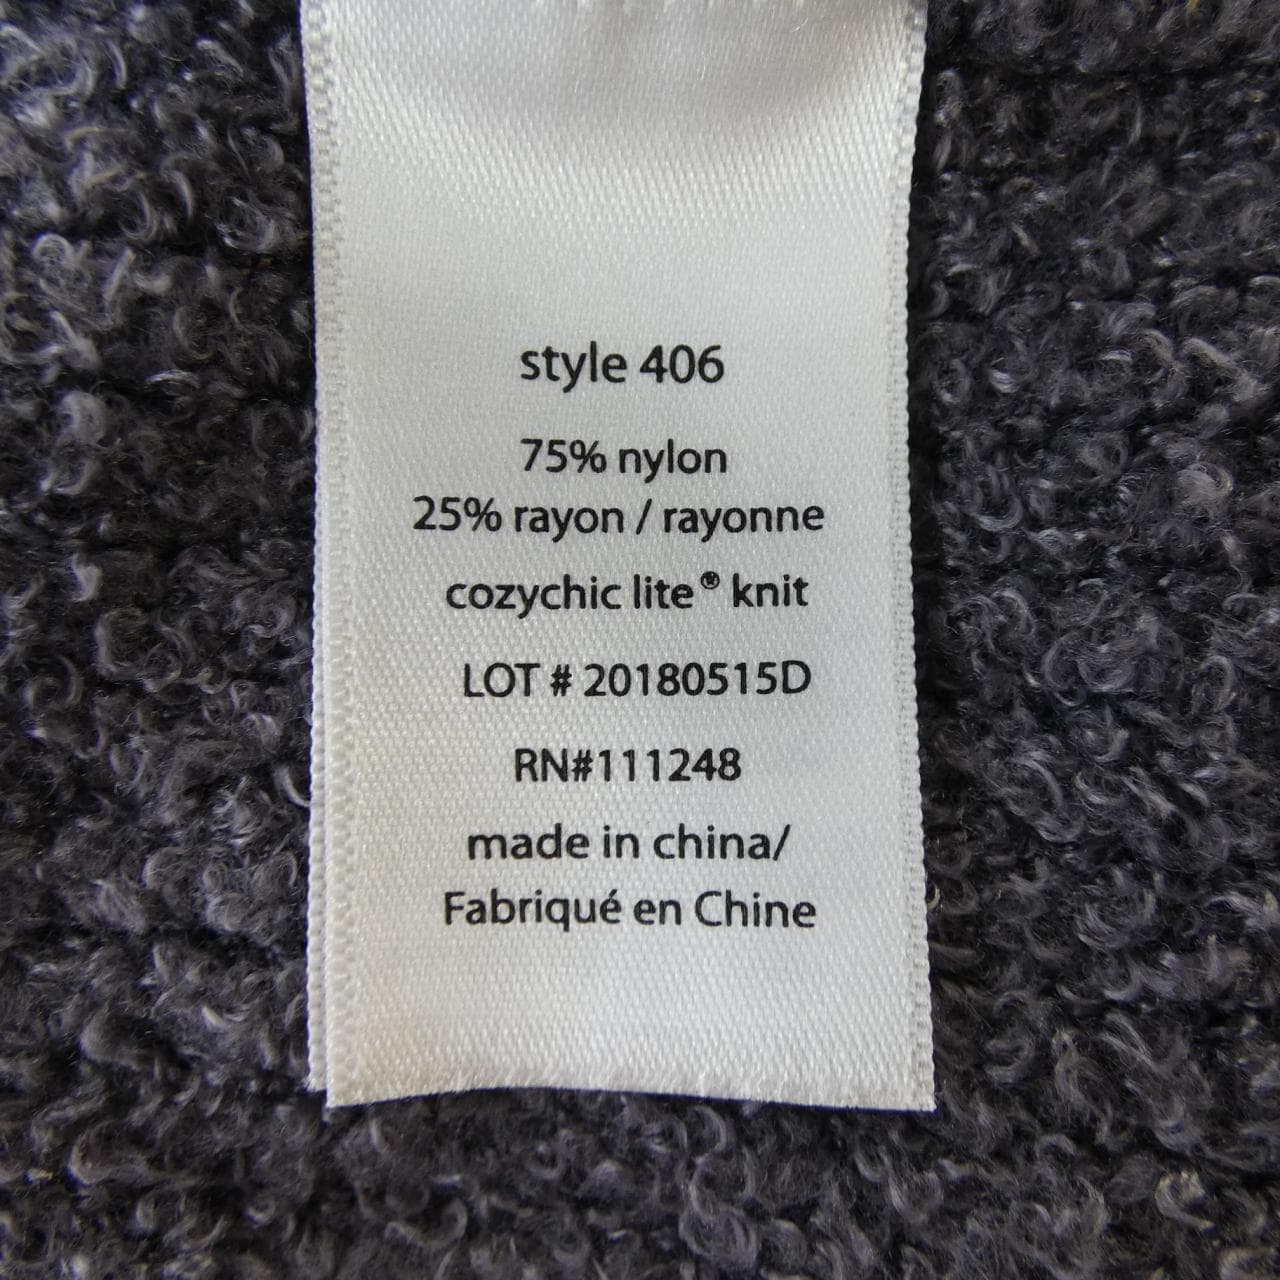 style 406
75% nylon
25% rayon / rayonne
cozychic lite® knit
LOT # 20180515D
RN#111248
made in china/
Fabriqué en Chine